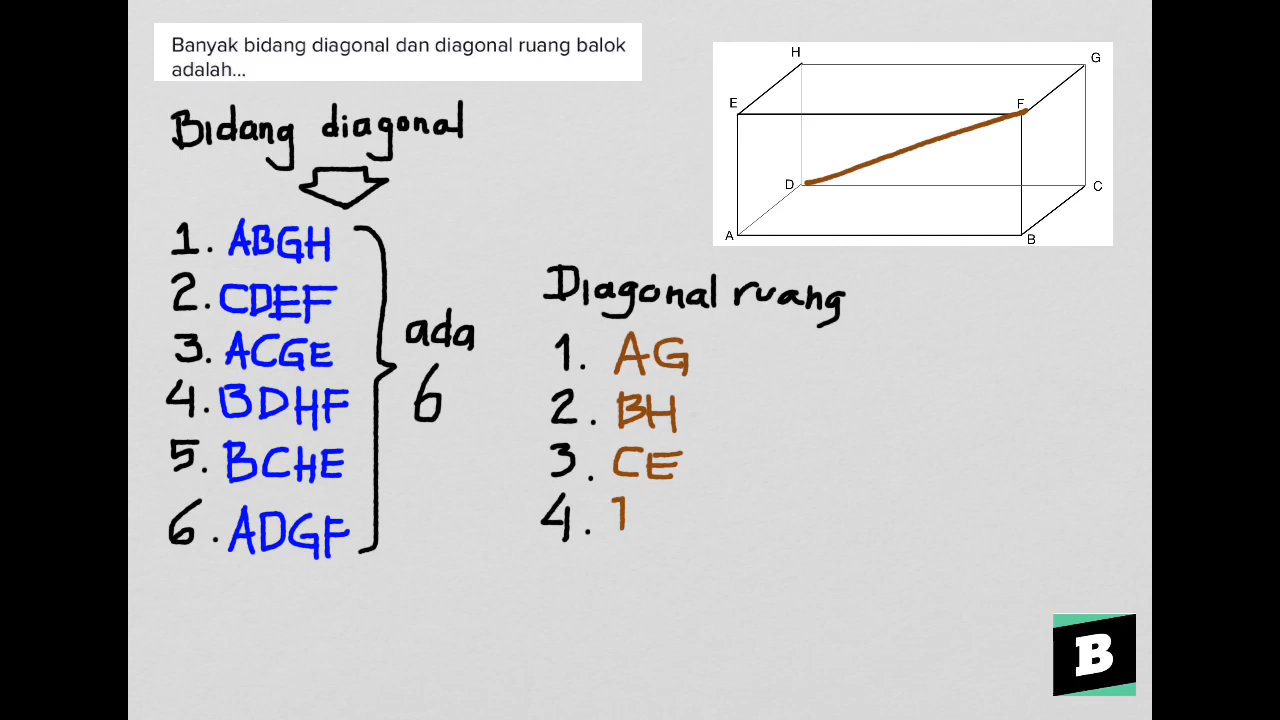 Banyak bidang diagonal dan diagonal ruang balok
adalah...
Bidang diagonal
1. ABGH
2. CDEF
3. ACGE
4. BDHF
5. BCHE
6. ADGF
ada
6
H
G
E
F
D
C
A
B
Diagonal ruang
1. AG
2. BH
3. CE
4.
B